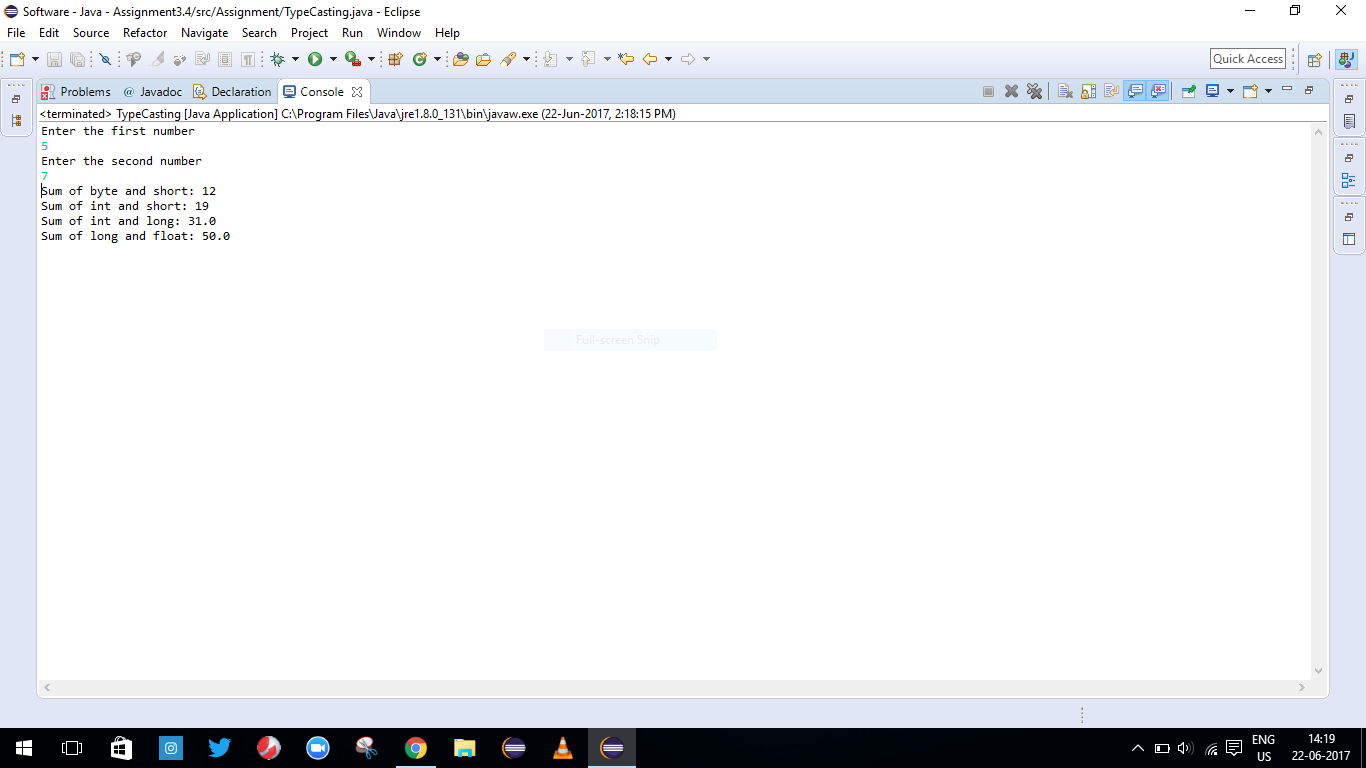 Software - Java - Assignment3.4/src/Assignment/TypeCasting.java - Eclipse
File Edit Source Refactor Navigate Search Project Run Window Help
Quick Access
Problems @ Javadoc Declaration Console
<terminated> TypeCasting [Java Application] C:\Program Files\Java\jre1.8.0_131\bin\javaw.exe (22-Jun-2017, 2:18:15 PM)
Enter the first number
5
Enter the second number
7
Sum of byte and short: 12
Sum of int and short: 19
Sum of int and long: 31.0
Sum of long and float: 50.0
Full-screen Snip
ENG
US
14:19
22-06-2017